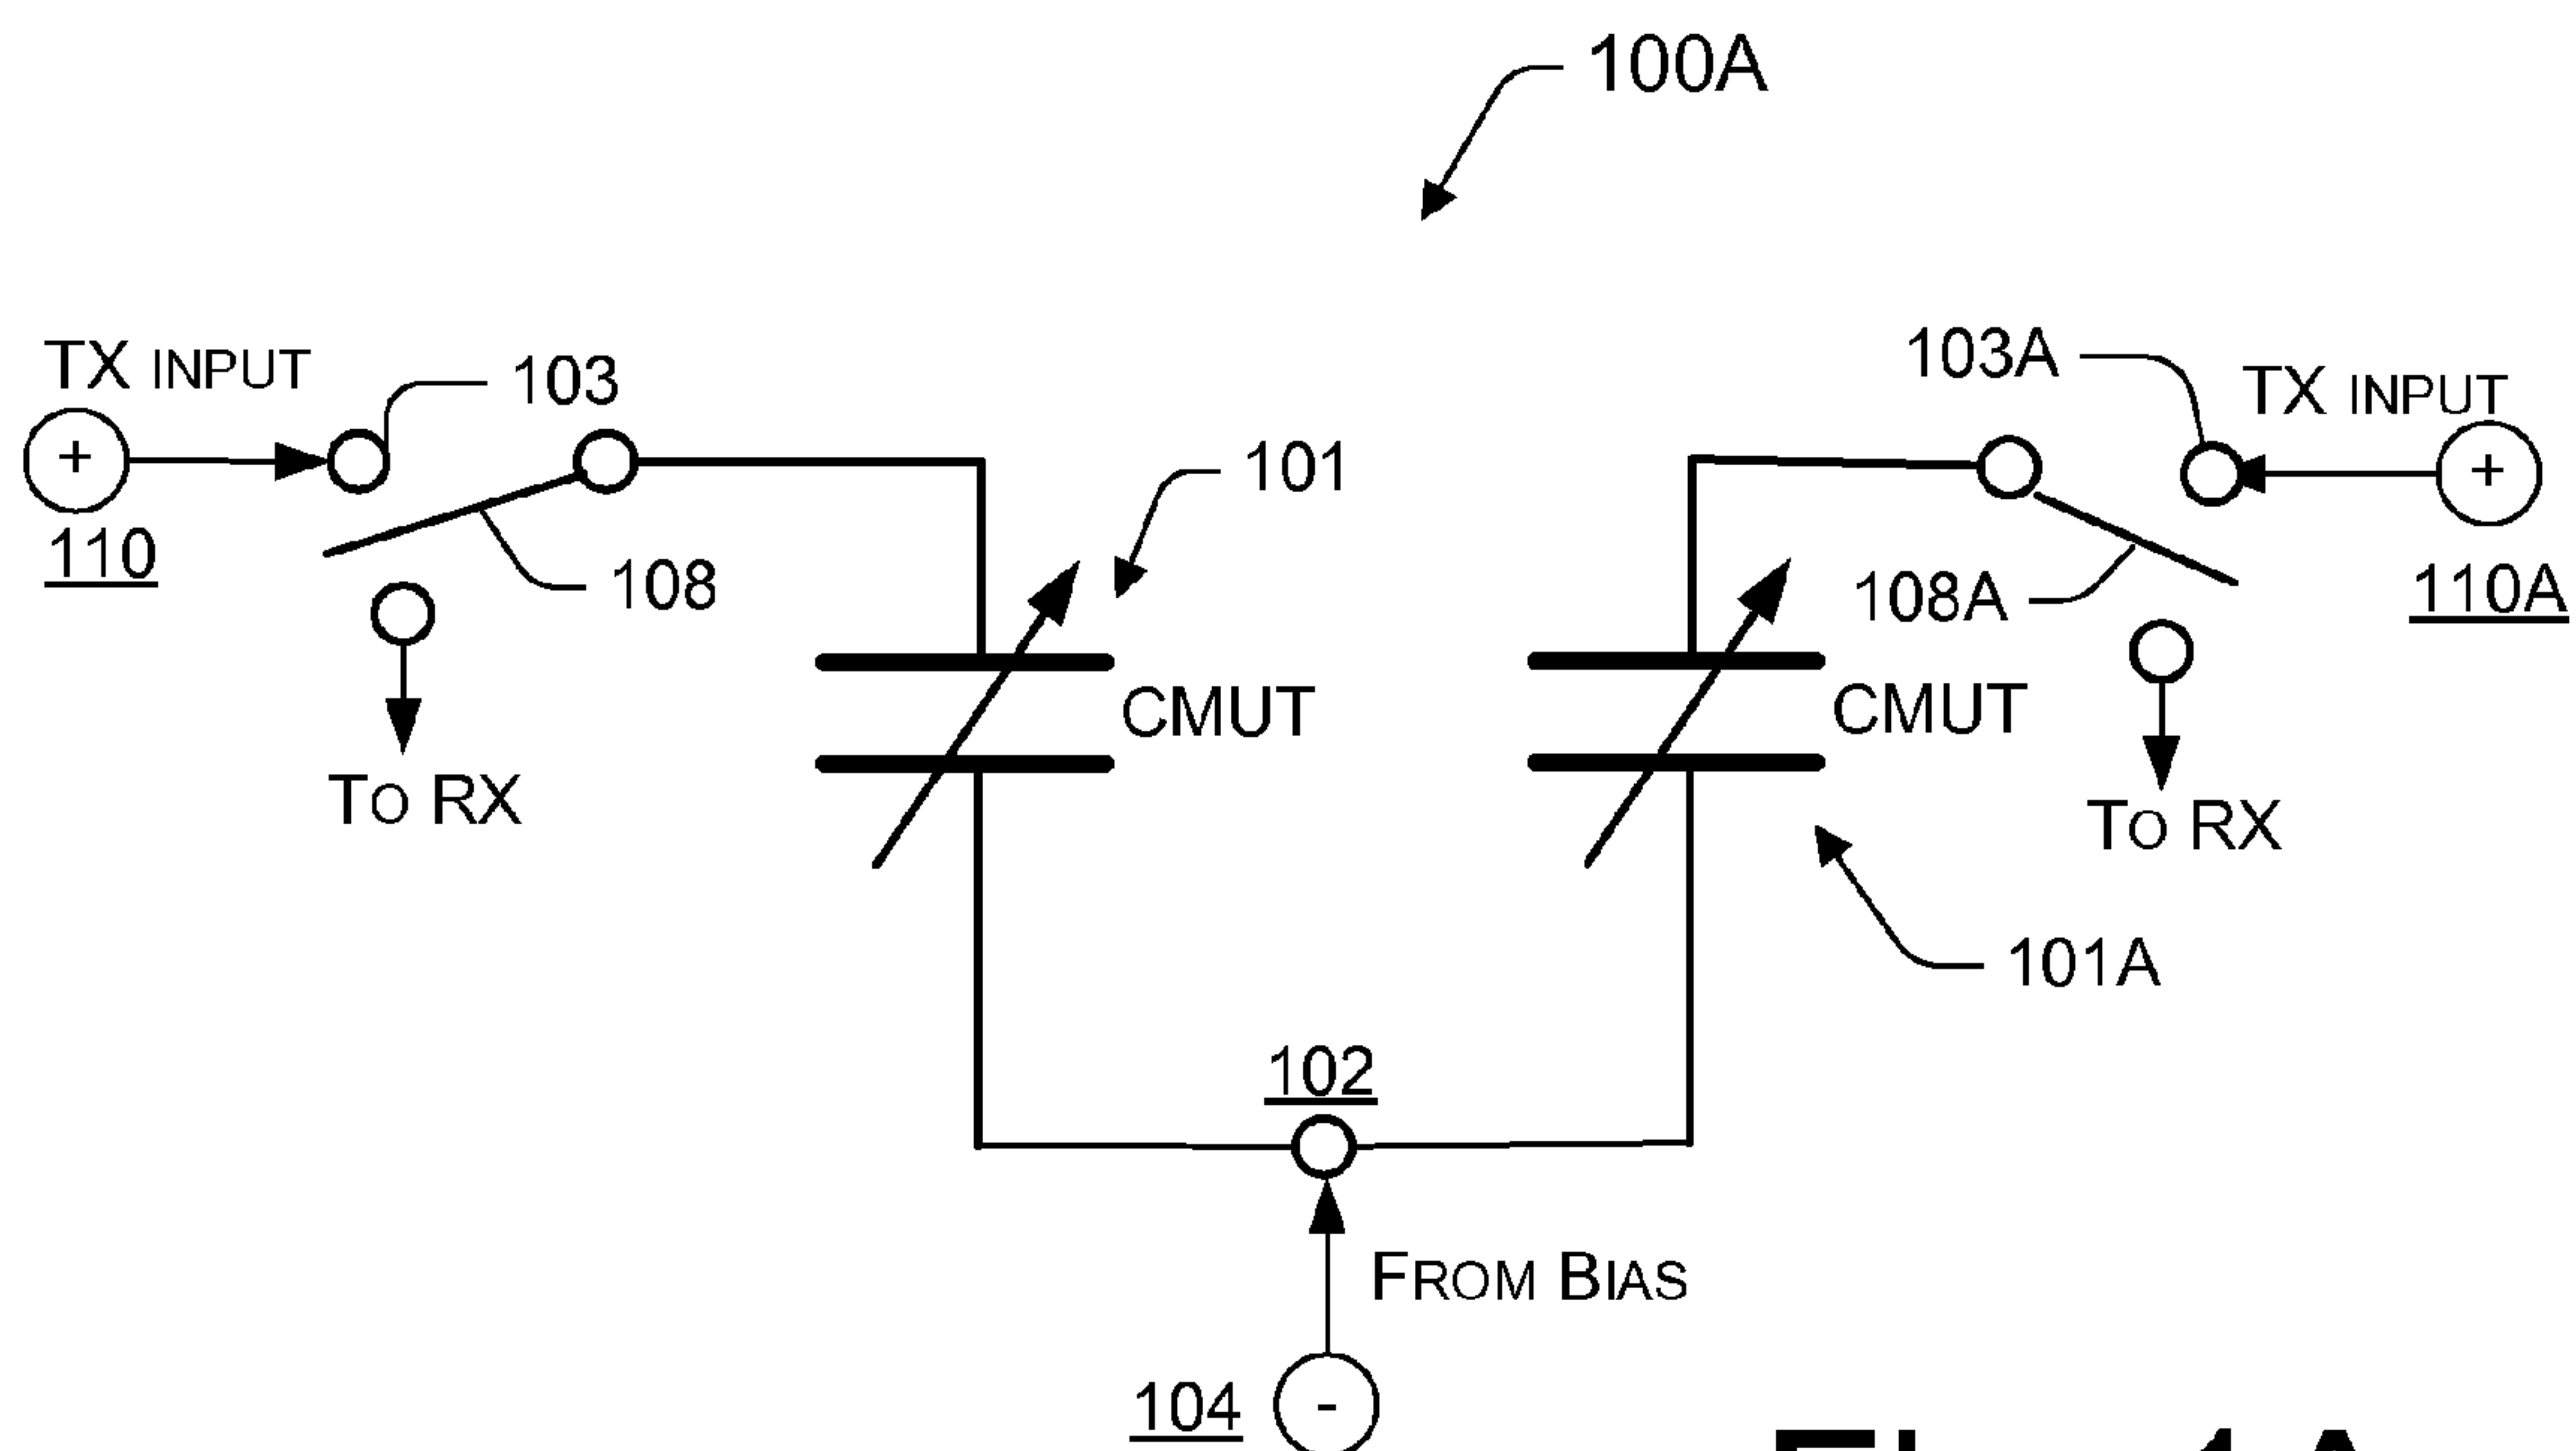 100A
TX INPUT
103
103A
TX INPUT
+
+
101
110
108
108A
110A
CMUT
CMUT
TO RX
TO RX
101A
102
FROM BIAS
104
-